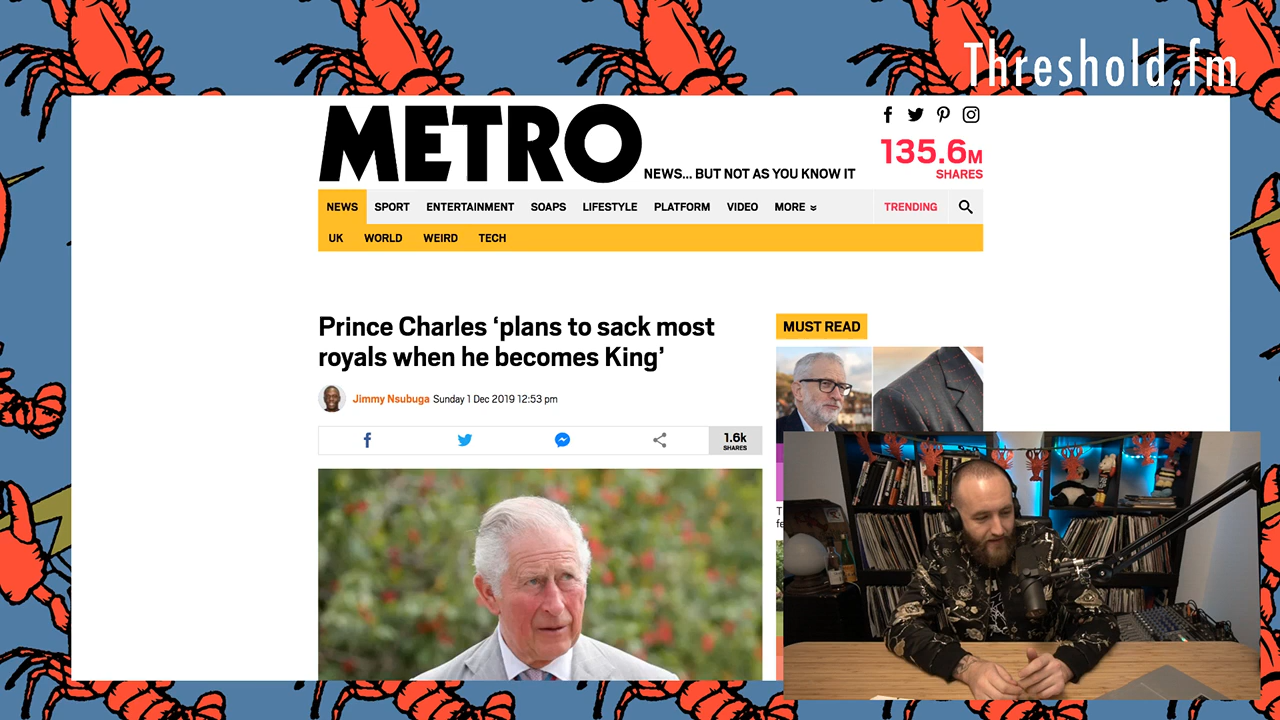 Threshold.fm
METRO
NEWS... BUT NOT AS YOU KNOW IT
135.6M
SHARES
NEWS SPORT ENTERTAINMENT SOAPS LIFESTYLE PLATFORM VIDEO MORE TRENDING
UK WORLD WEIRD TECH
Prince Charles ‘plans to sack most
royals when he becomes King’
Jimmy Nsubuga Sunday 1 Dec 2019 12:53 pm
1.6k
SHARES
MUST READ